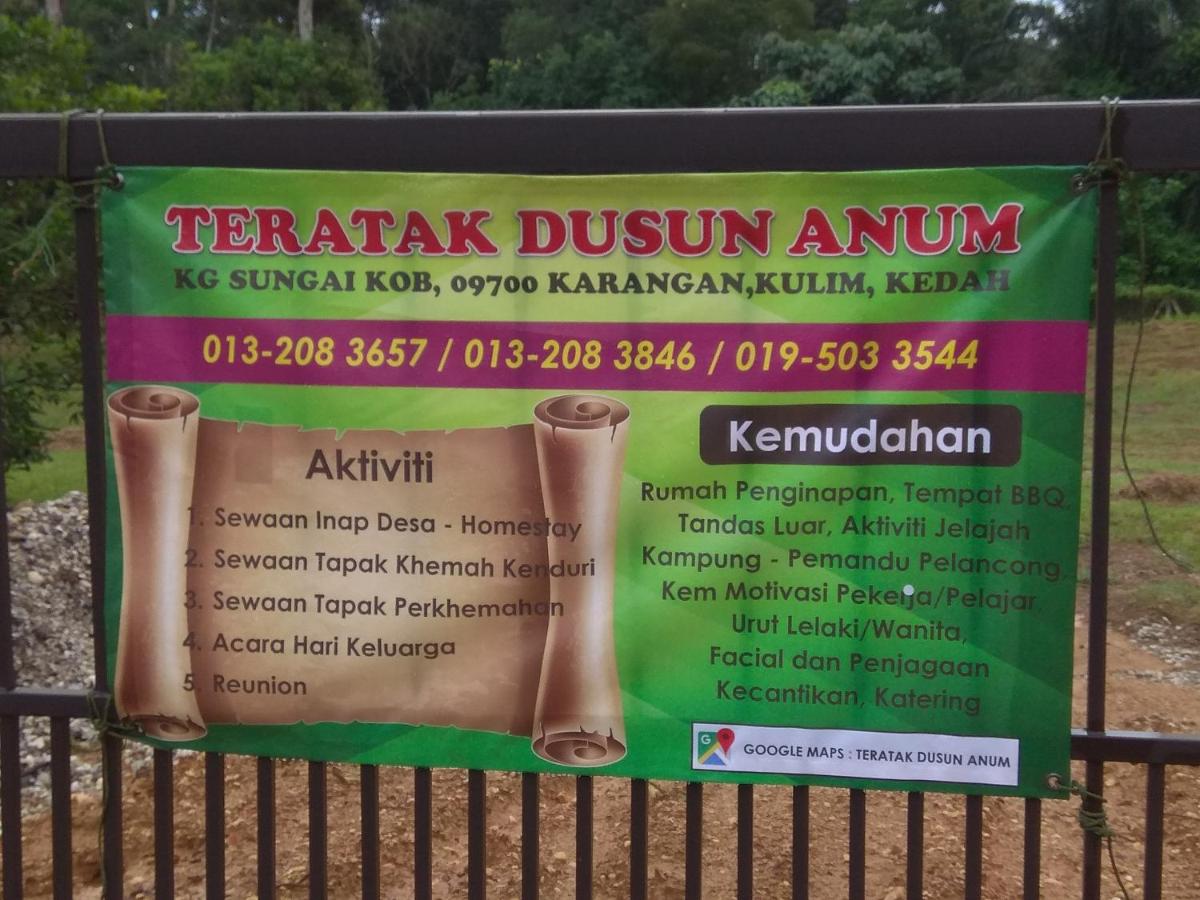 TERATAK DUSUN ANUM
KG SUNGAI KOB, 09700 KARANGAN,KULIM, KEDAH
013-208 3657 / 013-208 3846 / 019-503 3544
Aktiviti
1. Sewaan Inap Desa - Homestay
2. Sewaan Tapak Khemah Kenduri
3. Sewaan Tapak Perkhemahan
4. Acara Hari Keluarga
5. Reunion
Kemudahan
Rumah Penginapan, Tempat BBQ,
Tandas Luar, Aktiviti Jelajah
Kampung - Pemandu Pelancong,
Kem Motivasi Pekerja/Pelajar,
Urut Lelaki/Wanita,
Facial dan Penjagaan
Kecantikan, Katering
G
GOOGLE MAPS : TERATAK DUSUN ANUM